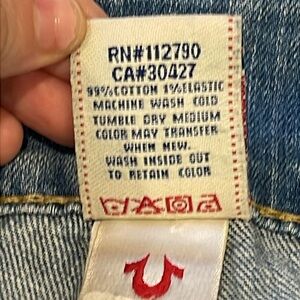 RN#112790
CA#30427
99%COTTON 1%ELASTIC
MACHINE WASH COLD
TUMBLE DRY MEDIUM
COLOR MAY TRANSFER
WHEN NEW.
WASH INSIDE OUT
TO RETAIN COLOR